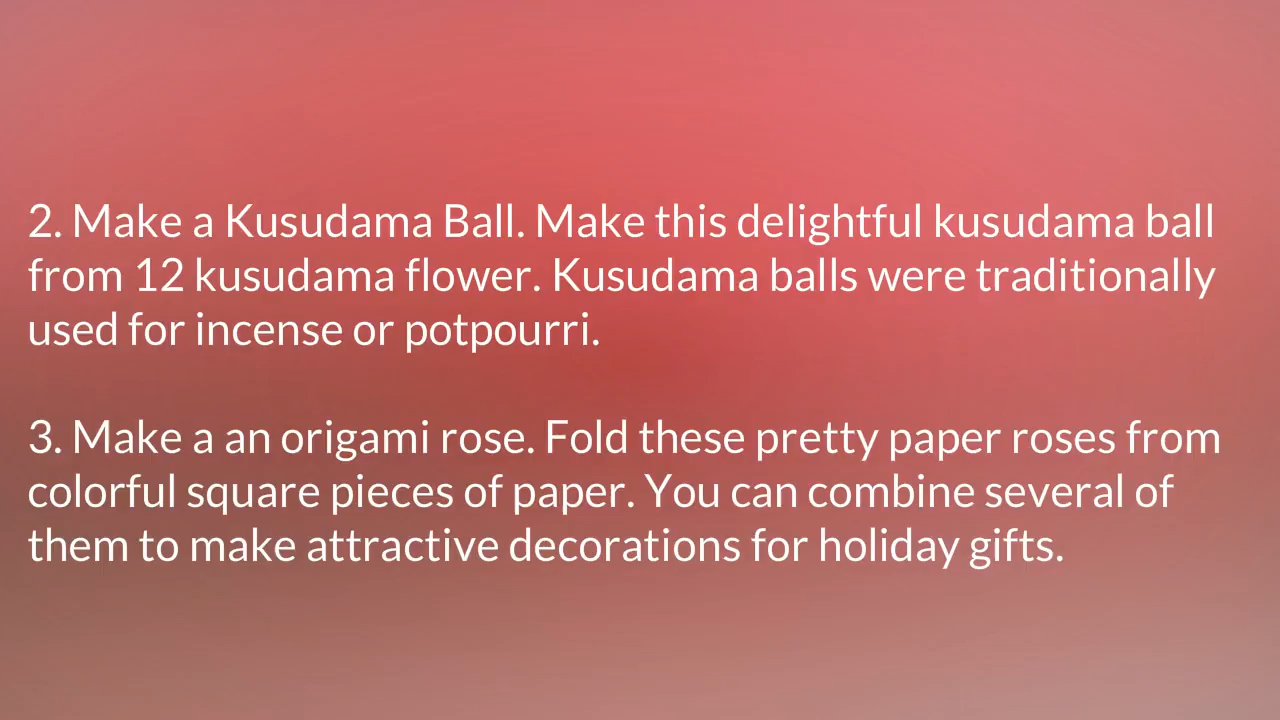 2. Make a Kusudama Ball. Make this delightful kusudama ball
from 12 kusudama flower. Kusudama balls were traditionally
used for incense or potpourri.
3. Make a an origami rose. Fold these pretty paper roses from
colorful square pieces of paper. You can combine several of
them to make attractive decorations for holiday gifts.